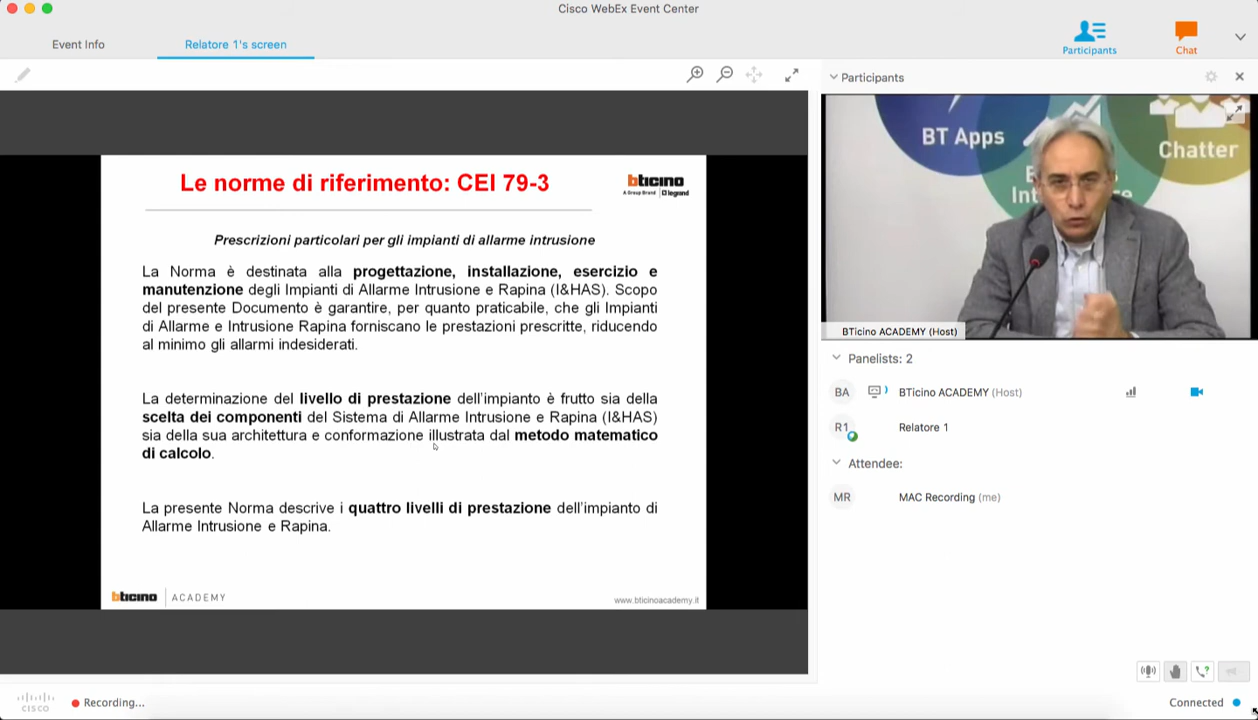 Cisco WebEx Event Center
Event Info
Relatore 1's screen
Participants
Chat
Le norme di riferimento: CEI 79-3
bticino
A Group Brand | legrand
Prescrizioni particolari per gli impianti di allarme intrusione
La Norma è destinata alla progettazione, installazione, esercizio e
manutenzione degli Impianti di Allarme Intrusione e Rapina (I&HAS). Scopo
del presente Documento è garantire, per quanto praticabile, che gli Impianti
di Allarme e Intrusione Rapina forniscano le prestazioni prescritte, riducendo
al minimo gli allarmi indesiderati.
La determinazione del livello di prestazione dell'impianto è frutto sia della
scelta dei componenti del Sistema di Allarme Intrusione e Rapina (I&HAS)
sia della sua architettura e conformazione illustrata dal metodo matematico
di calcolo.
La presente Norma descrive i quattro livelli di prestazione dell'impianto di
Allarme Intrusione e Rapina.
bticino ACADEMY
www.bticinoacademy.it
Participants
BT Apps
Chatter
Int
BTicino ACADEMY (Host)
Panelists: 2
BA BTicino ACADEMY (Host)
R1 Relatore 1
Attendee:
MR MAC Recording (me)
CISCO
Recording...
Connected